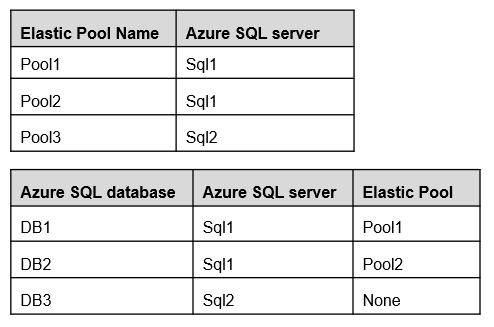 Elastic Pool Name Azure SQL server
Pool1 Sql1
Pool2 Sql1
Pool3 Sql2
Azure SQL database Azure SQL server Elastic Pool
DB1 Sql1 Pool1
DB2 Sql1 Pool2
DB3 Sql2 None